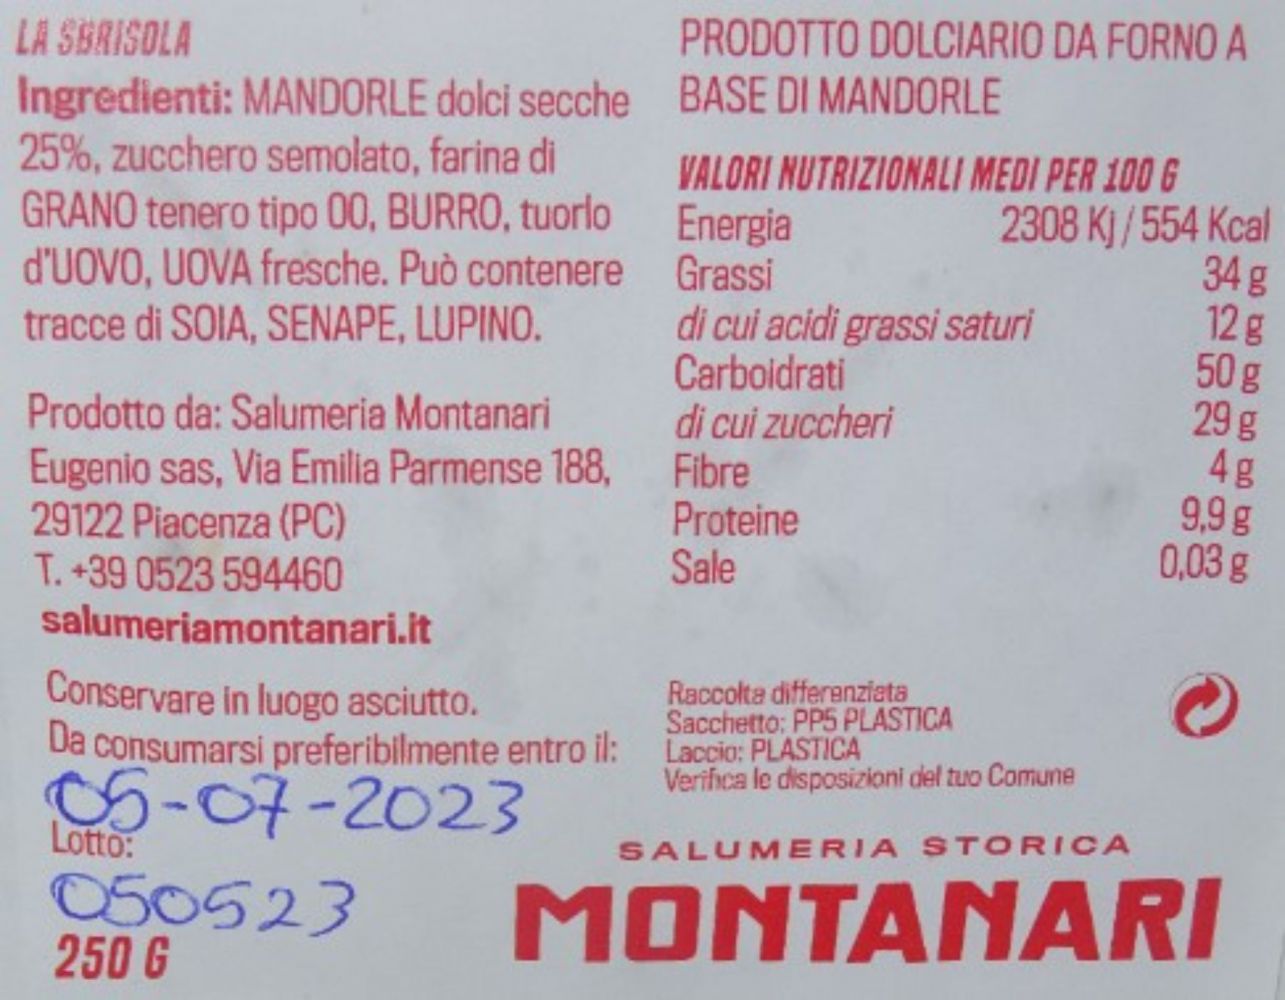 LA SBRISOLA
Ingredienti: MANDORLE dolci secche
25%, zucchero semolato, farina di
GRANO tenero tipo 00, BURRO, tuorlo
d'UOVO, UOVA fresche. Può contenere
tracce di SOIA, SENAPE, LUPINO.
Prodotto da: Salumeria Montanari
Eugenio sas, Via Emilia Parmense 188,
29122 Piacenza (PC)
T. +39 0523 594460
salumeriamontanari.it
Conservare in luogo asciutto.
Da consumarsi preferibilmente entro il:
05-07-2023
Lotto:
050523
250 G
PRODOTTO DOLCIARIO DA FORNO A
BASE DI MANDORLE
VALORI NUTRIZIONALI MEDI PER 100 G
Energia 2308 Kj / 554 Kcal
Grassi 34 g
di cui acidi grassi saturi 12 g
Carboidrati 50 g
di cui zuccheri 29 g
Fibre 4 g
Proteine 9,9 g
Sale 0,03 g
Raccolta differenziata
Sacchetto: PP5 PLASTICA
Laccio: PLASTICA
Verifica le disposizioni del tuo Comune
SALUMERIA STORICA
MONTANARI